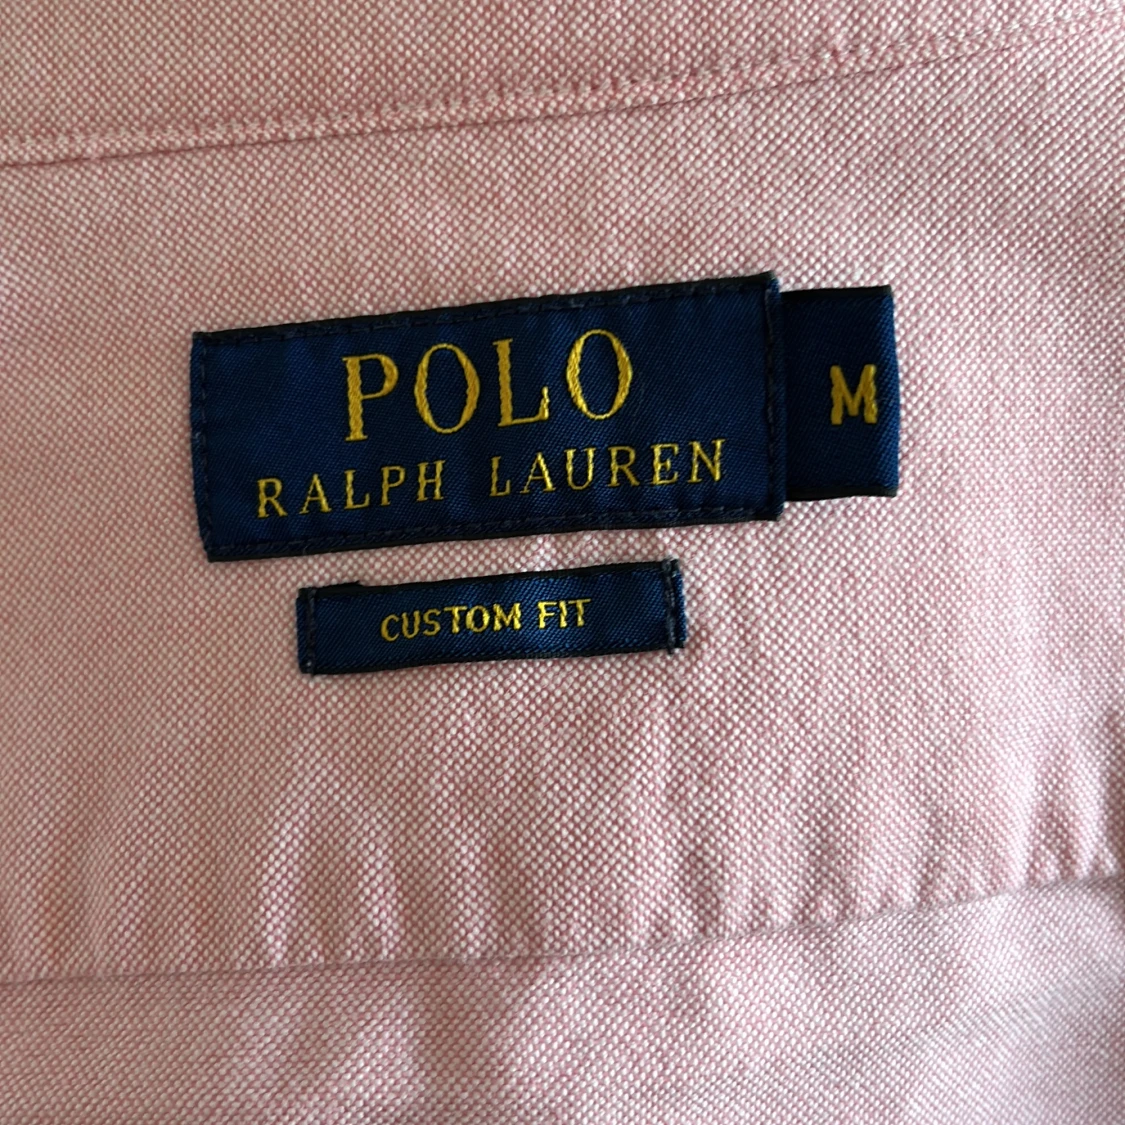 POLO
RALPH LAUREN
M
CUSTOM FIT